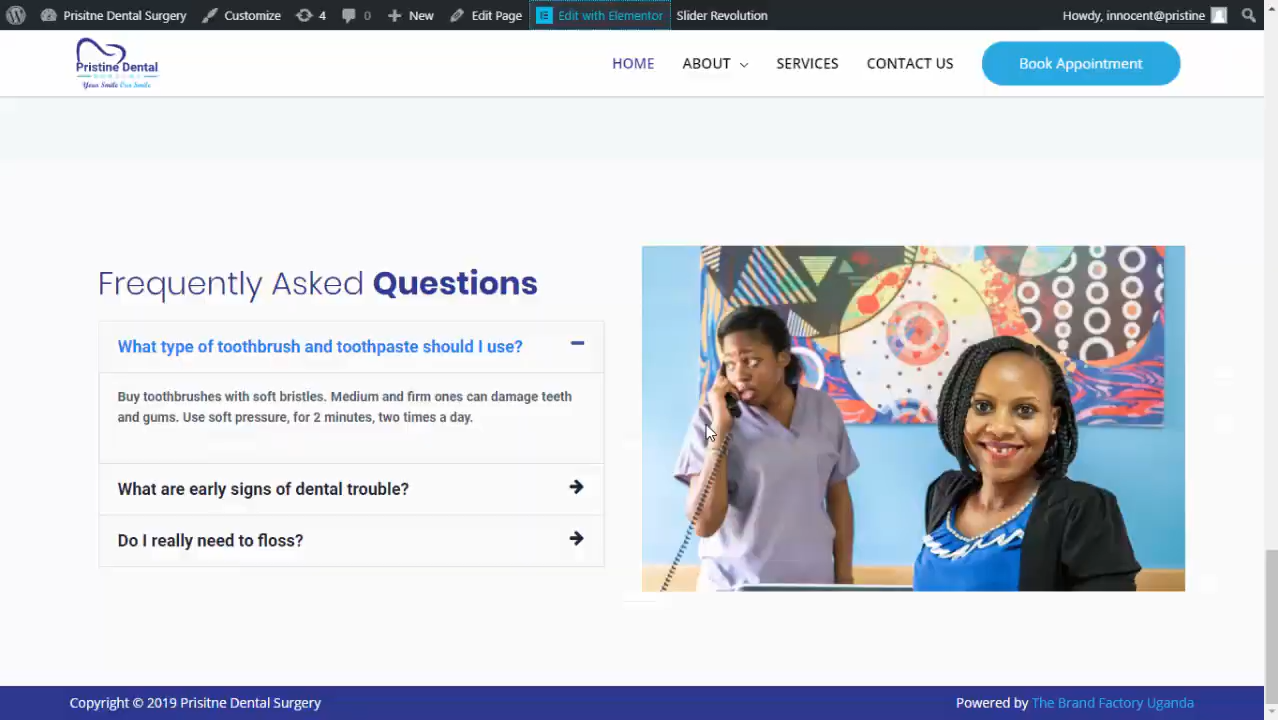 Prisitne Dental Surgery
Customize
4
0
New
Edit Page
Edit with Elementor
Slider Revolution
Howdy, innocent@pristine
Pristine Dental
Your Smile Our Smile
HOME
ABOUT
SERVICES
CONTACT US
Book Appointment
Frequently Asked Questions
What type of toothbrush and toothpaste should I use?
Buy toothbrushes with soft bristles. Medium and firm ones can damage teeth
and gums. Use soft pressure, for 2 minutes, two times a day.
What are early signs of dental trouble?
Do I really need to floss?
Copyright © 2019 Prisitne Dental Surgery
Powered by The Brand Factory Uganda